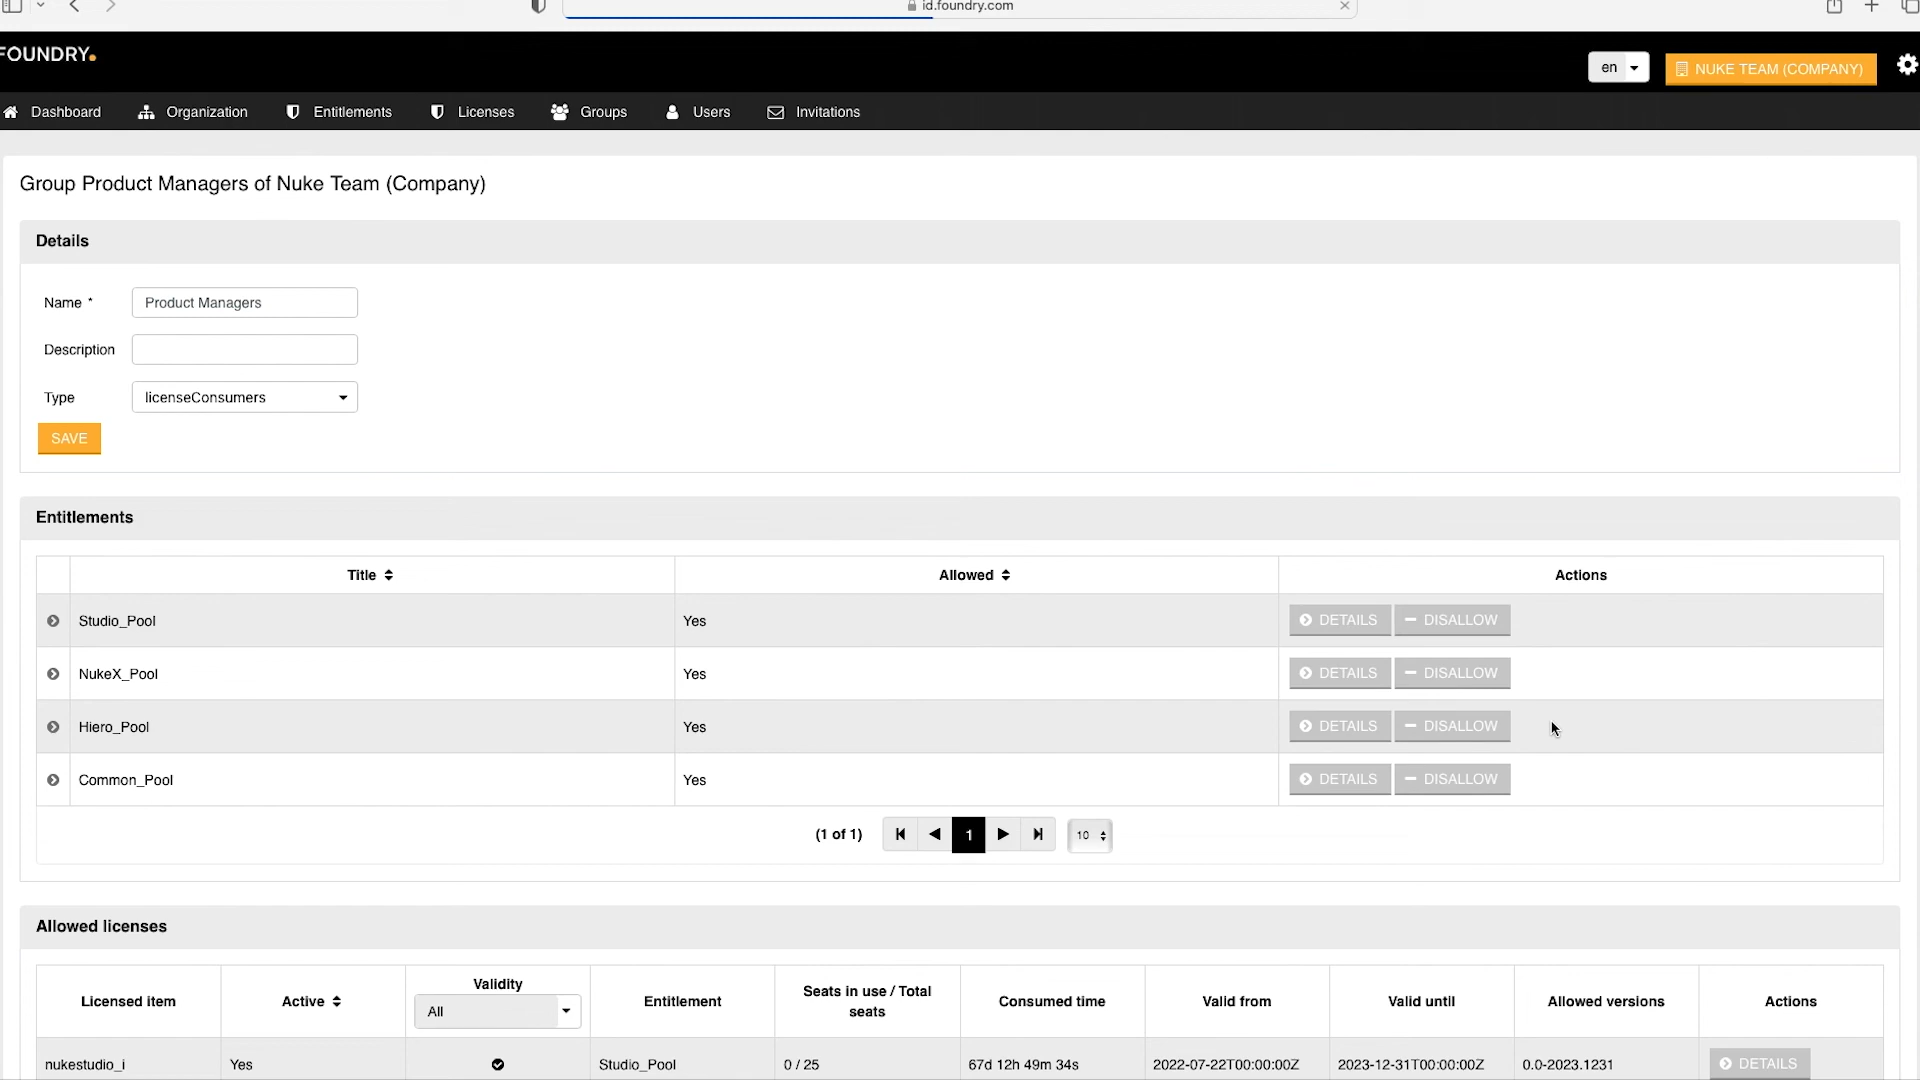 id.foundry.com
FOUNDRY.
en
NUKE TEAM (COMPANY)
Dashboard
Organization
Entitlements
Licenses
Groups
Users
Invitations
Group Product Managers of Nuke Team (Company)
Details
Name *
Product Managers
Description
Type
licenseConsumers
SAVE
Entitlements
Title
Allowed
Actions
Studio_Pool
Yes
DETAILS
DISALLOW
NukeX_Pool
Yes
DETAILS
DISALLOW
Hiero_Pool
Yes
DETAILS
DISALLOW
Common_Pool
Yes
DETAILS
DISALLOW
(1 of 1)
1
10
Allowed licenses
Licensed item
Active
Validity
All
Entitlement
Seats in use / Total
seats
Consumed time
Valid from
Valid until
Allowed versions
Actions
nukestudio_i
Yes
Studio_Pool
0 / 25
67d 12h 49m 34s
2022-07-22T00:00:00Z
2023-12-31T00:00:00Z
0.0-2023.1231
DETAILS